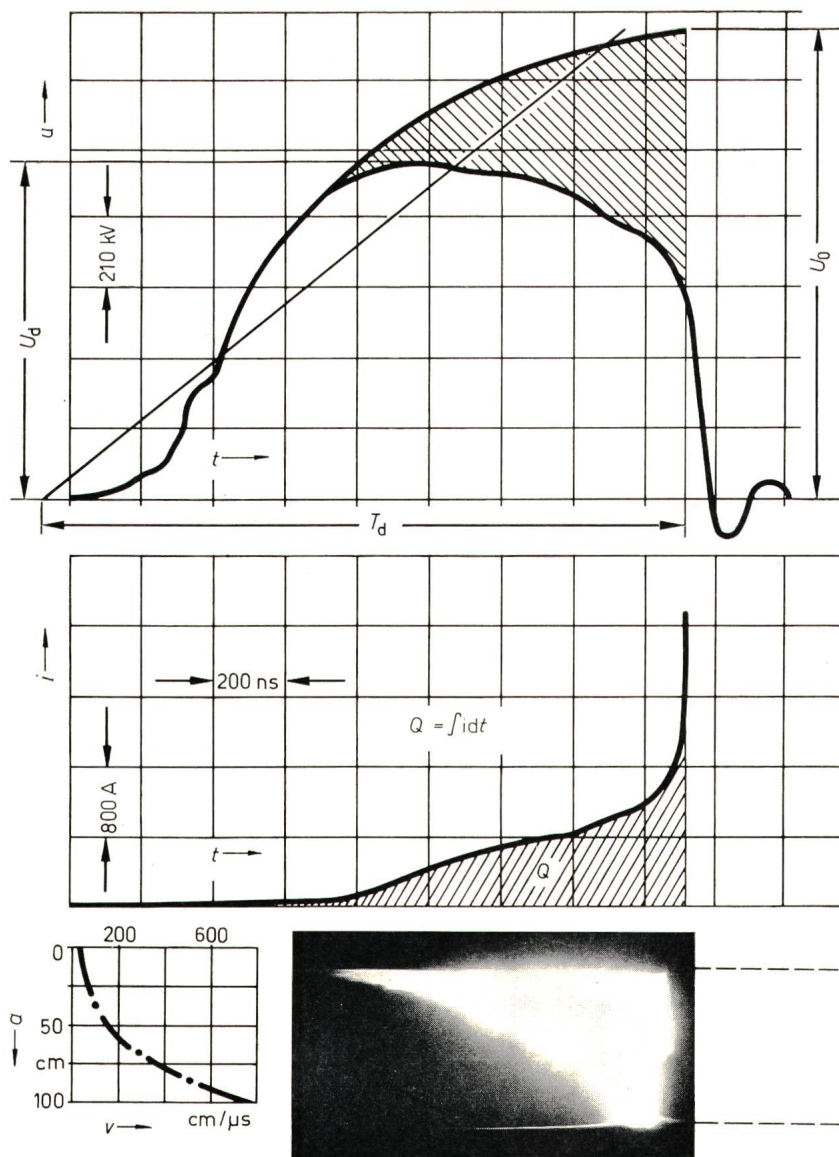 u
210 kV
U_d
U_0
t
T_d
i
200 ns
Q = ∫idt
800 A
t
Q
200 600
0
50
cm
100
a
v
cm/µs